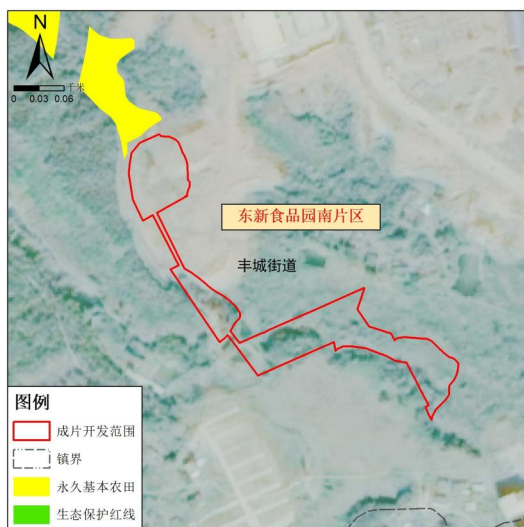 N
千米
0 0.03 0.06
东新食品园南片区
丰城街道
图例
成片开发范围
镇界
永久基本农田
生态保护红线